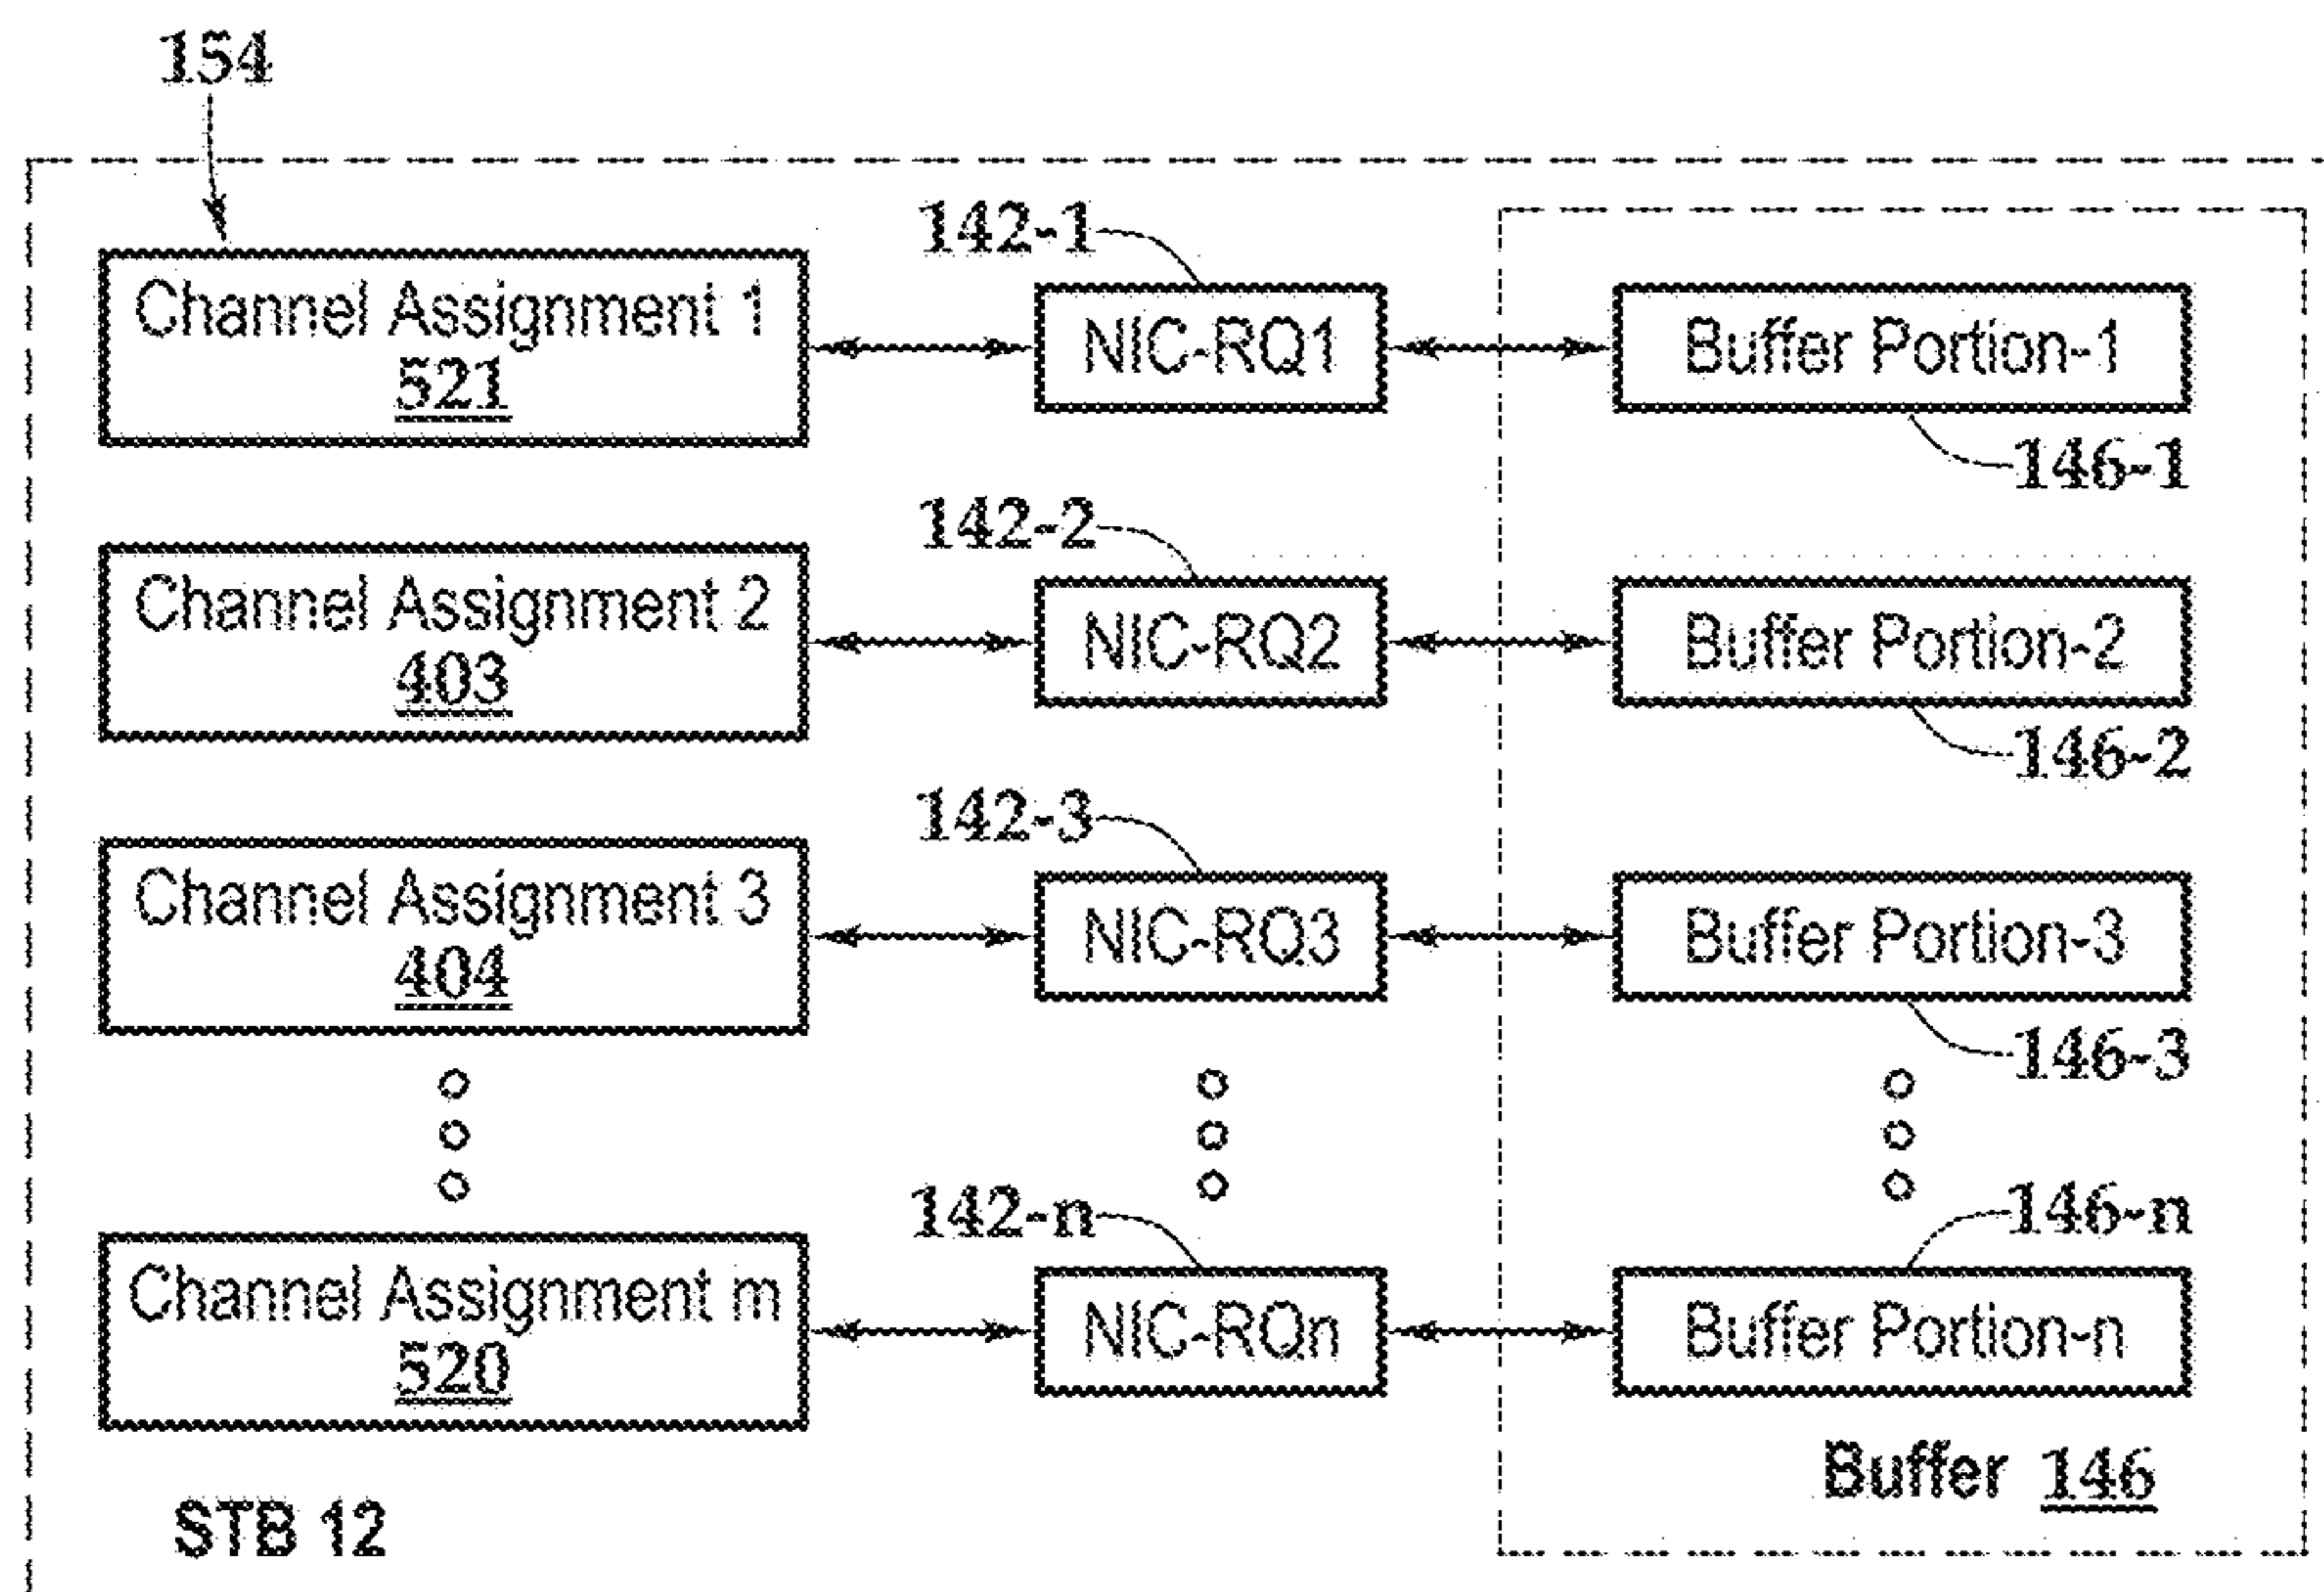 154
142-1
Channel Assignment 1
521
NIC-RQ1
Buffer Portion-1
146-1
142-2
Channel Assignment 2
403
NIC-RQ2
Buffer Portion-2
146-2
142-3
Channel Assignment 3
404
NIC-RQ3
Buffer Portion-3
146-3
142-n
146-n
Channel Assignment m
520
NIC-RQn
Buffer Portion-n
Buffer 146
STB 12